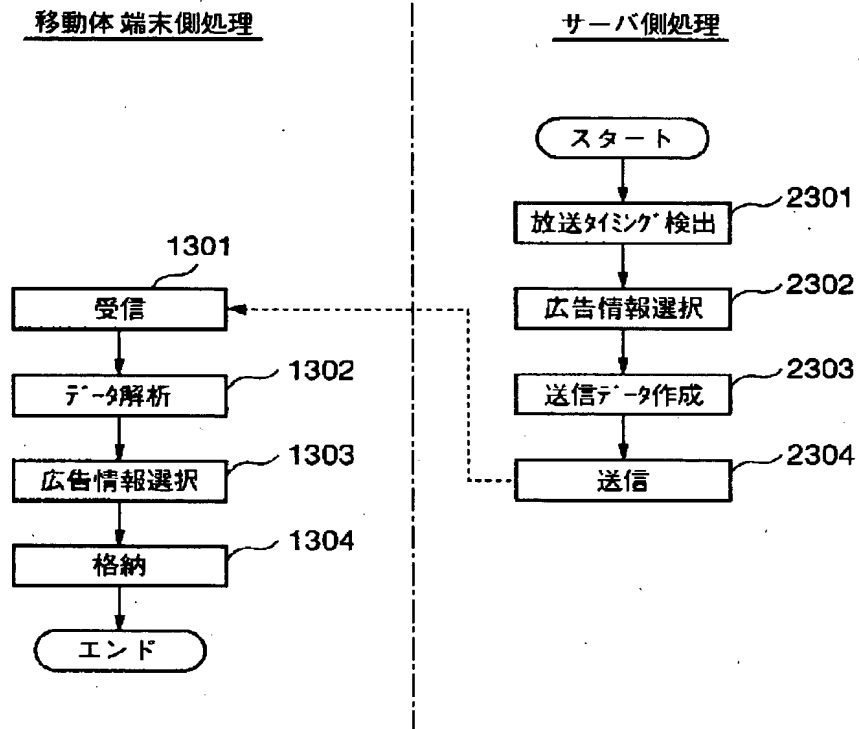 移動体端末側処理
サーバ側処理
スタート
2301
放送タイミング検出
2302
広告情報選択
2303
送信データ作成
2304
送信
1301
受信
1302
データ解析
1303
広告情報選択
1304
格納
エンド